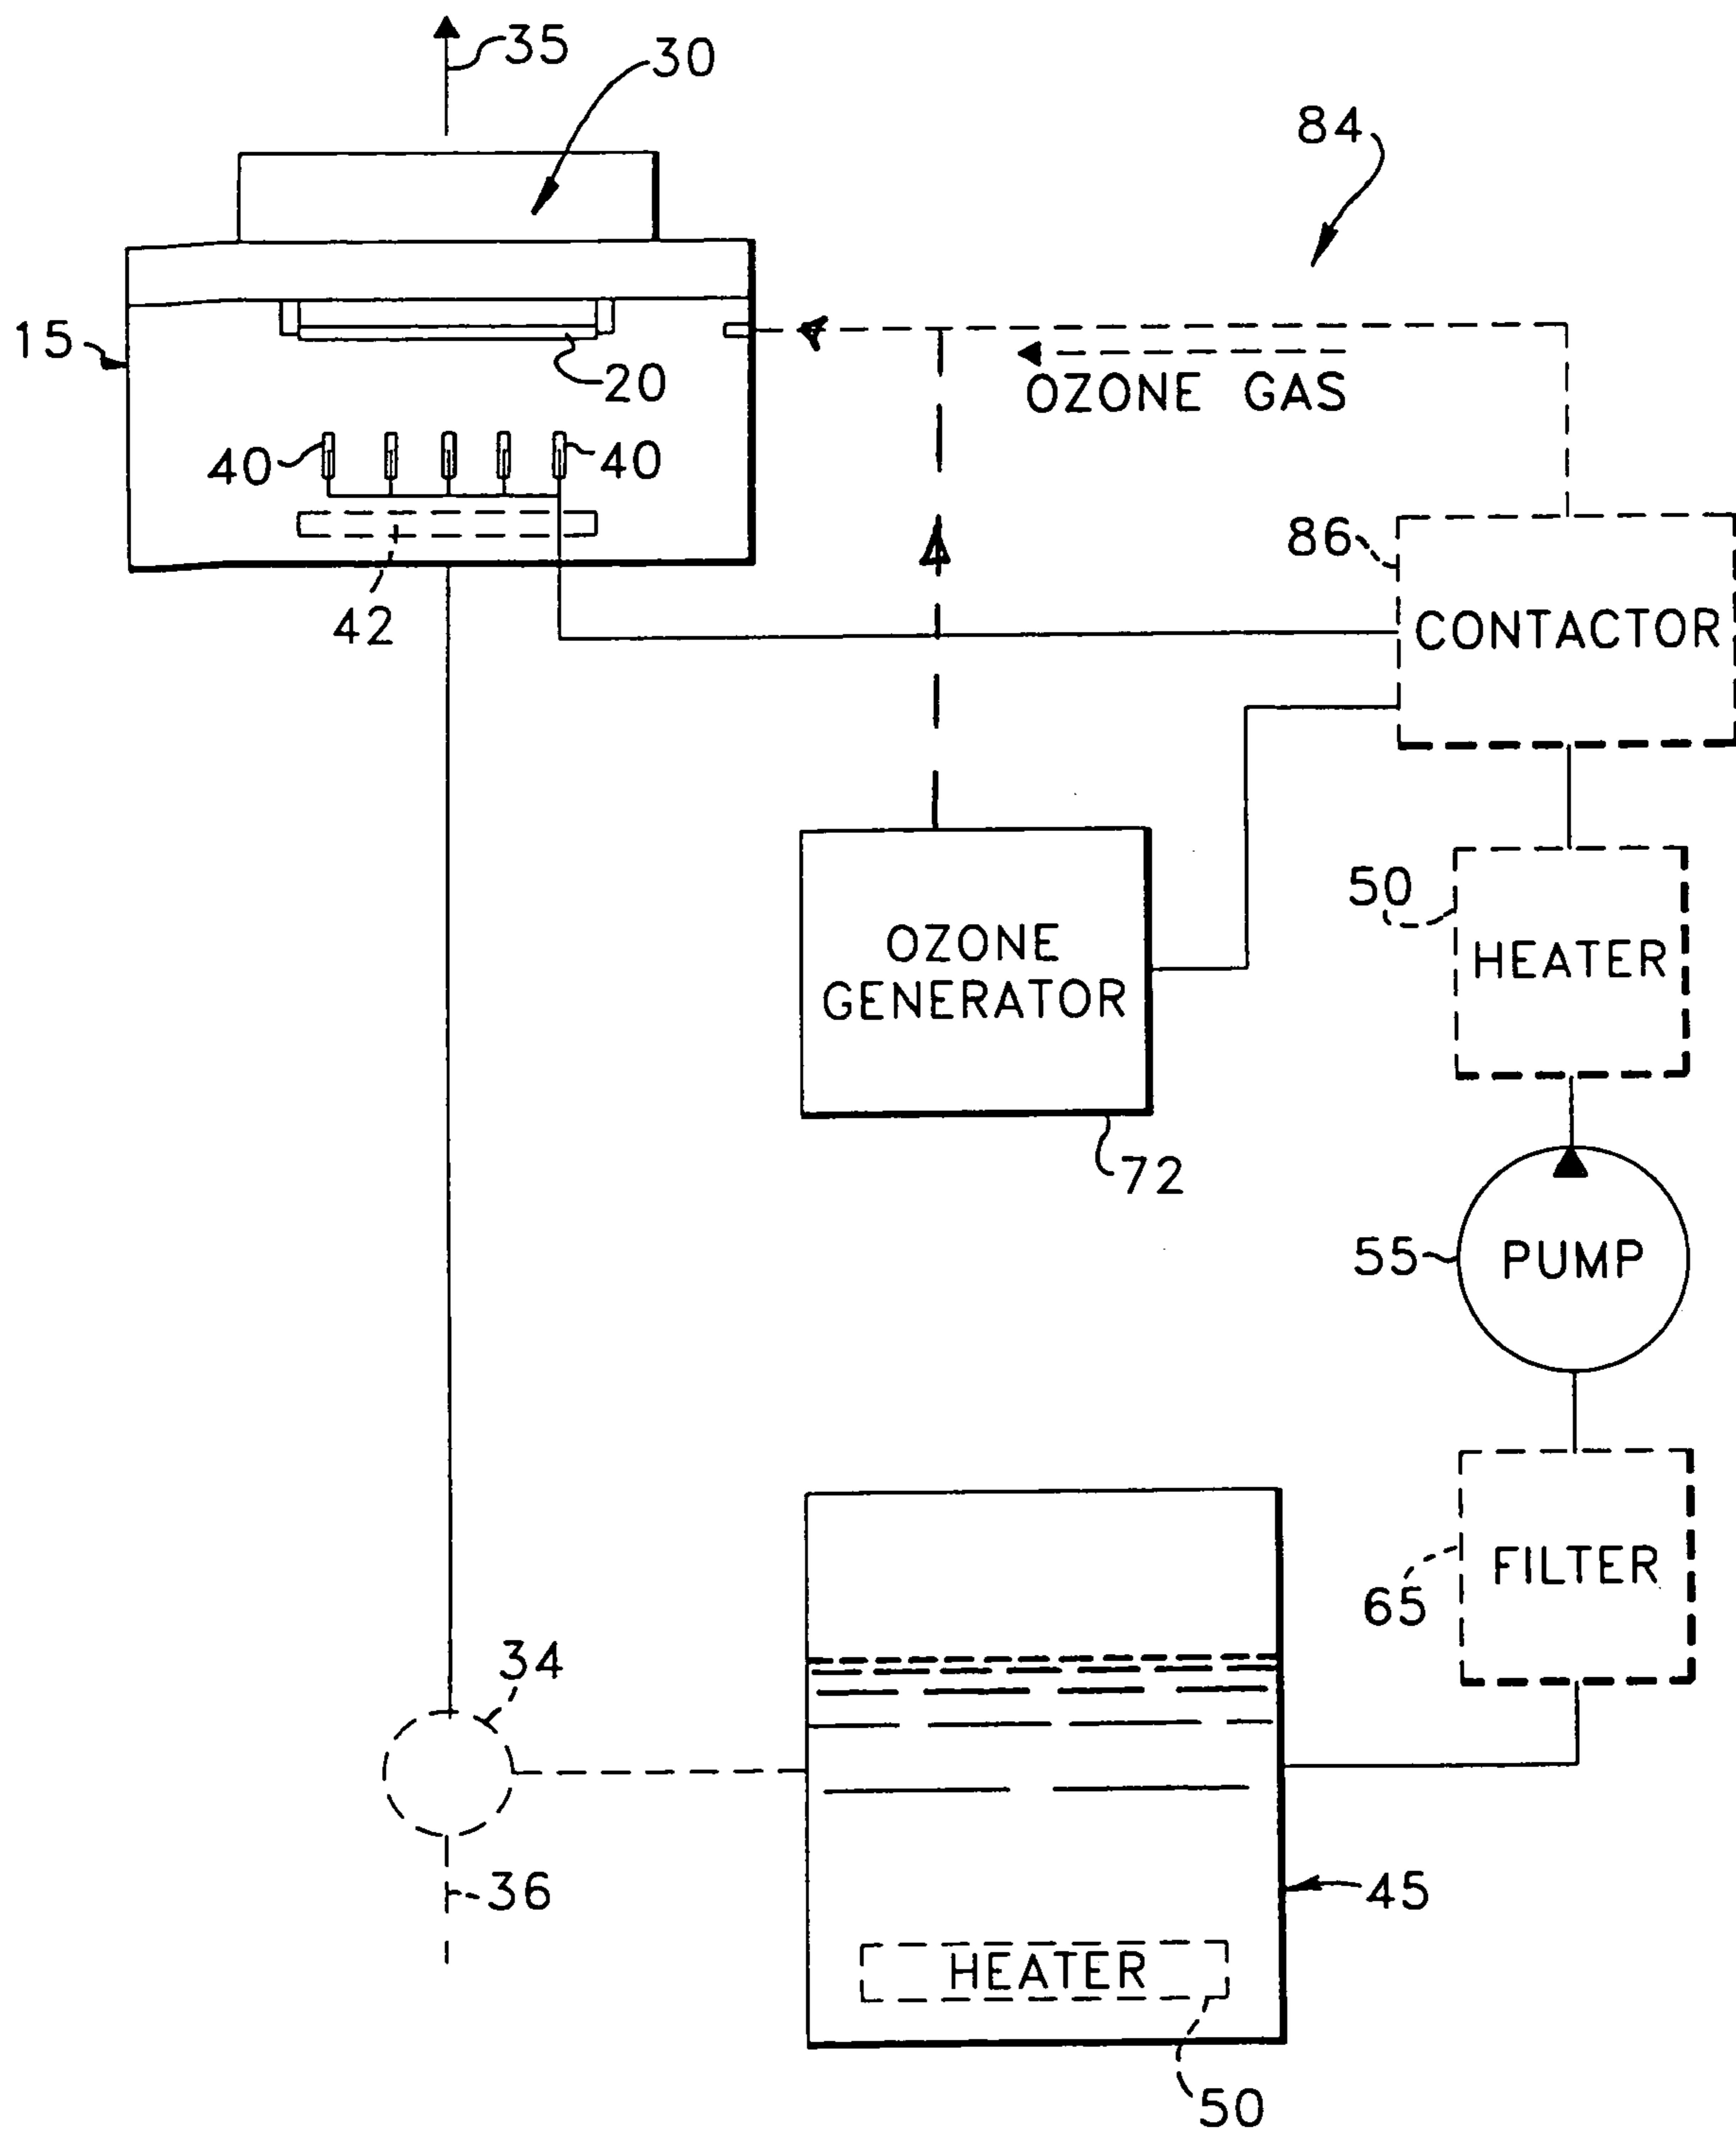 35
30
84
15
20
OZONE GAS
40
40
86
42
CONTACTOR
50
HEATER
OZONE
GENERATOR
72
55
PUMP
65
FILTER
34
36
45
HEATER
50